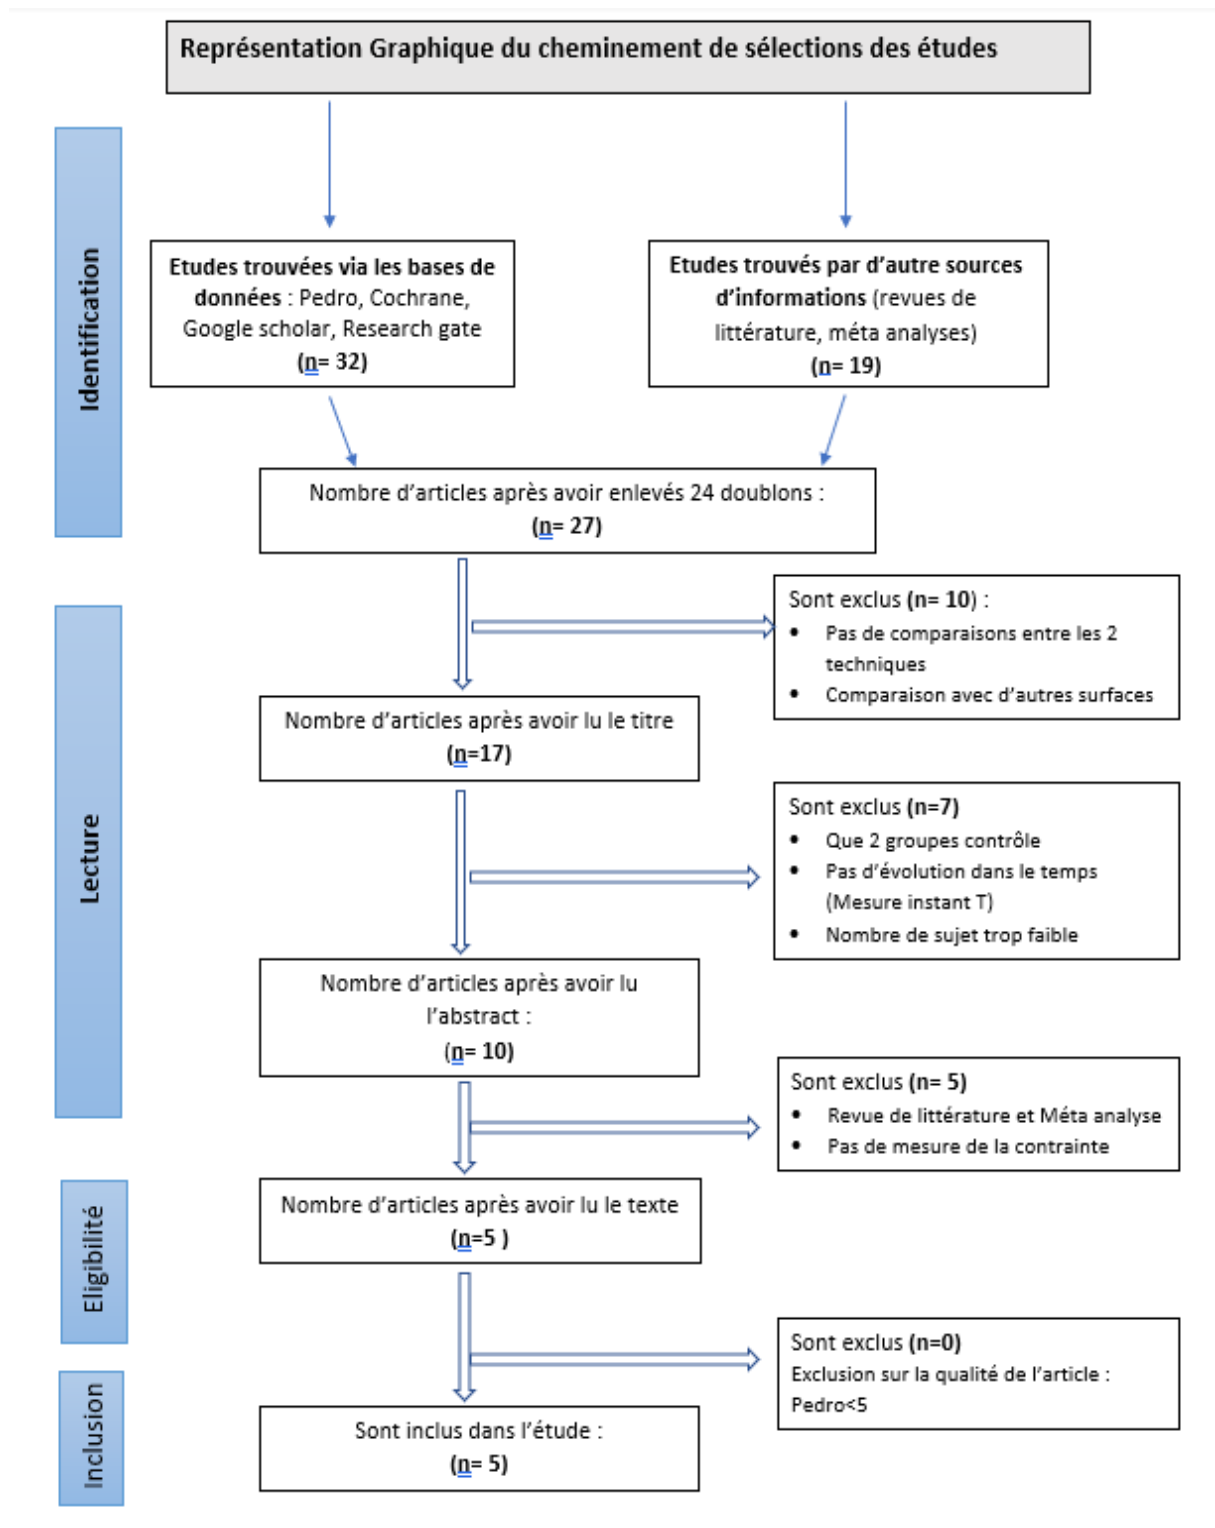 Représentation Graphique du cheminement de sélections des études
Identification
Etudes trouvées via les bases de
données : Pedro, Cochrane,
Google scholar, Research gate
(n= 32)
Etudes trouvés par d'autre sources
d'informations (revues de
littérature, méta analyses)
(n= 19)
Nombre d'articles après avoir enlevés 24 doublons :
(n= 27)
Lecture
Sont exclus (n= 10) :
• Pas de comparaisons entre les 2
techniques
• Comparaison avec d'autres surfaces
Nombre d'articles après avoir lu le titre
(n=17)
Sont exclus (n=7)
• Que 2 groupes contrôle
• Pas d'évolution dans le temps
(Mesure instant T)
• Nombre de sujet trop faible
Nombre d'articles après avoir lu
l'abstract :
(n= 10)
Sont exclus (n= 5)
• Revue de littérature et Méta analyse
• Pas de mesure de la contrainte
Eligibilité
Nombre d'articles après avoir lu le texte
(n=5 )
Sont exclus (n=0)
Exclusion sur la qualité de l'article :
Pedro<5
Inclusion
Sont inclus dans l'étude :
(n= 5)